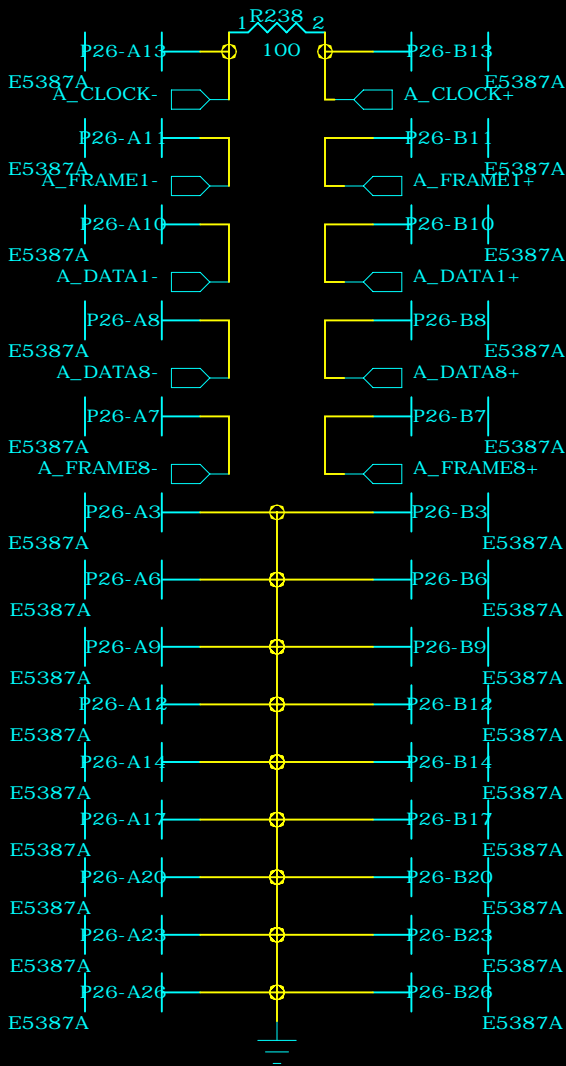 R238
1 2
P26-A13 100 P26-B13
E5387A E5387A
A_CLOCK- A_CLOCK+
P26-A11 P26-B11
E5387A E5387A
A_FRAME1- A_FRAME1+
P26-A10 P26-B10
E5387A E5387A
A_DATA1- A_DATA1+
P26-A8 P26-B8
E5387A E5387A
A_DATA8- A_DATA8+
P26-A7 P26-B7
E5387A E5387A
A_FRAME8- A_FRAME8+
P26-A3 P26-B3
E5387A E5387A
P26-A6 P26-B6
E5387A E5387A
P26-A9 P26-B9
E5387A E5387A
P26-A12 P26-B12
E5387A E5387A
P26-A14 P26-B14
E5387A E5387A
P26-A17 P26-B17
E5387A E5387A
P26-A20 P26-B20
E5387A E5387A
P26-A23 P26-B23
E5387A E5387A
P26-A26 P26-B26
E5387A E5387A